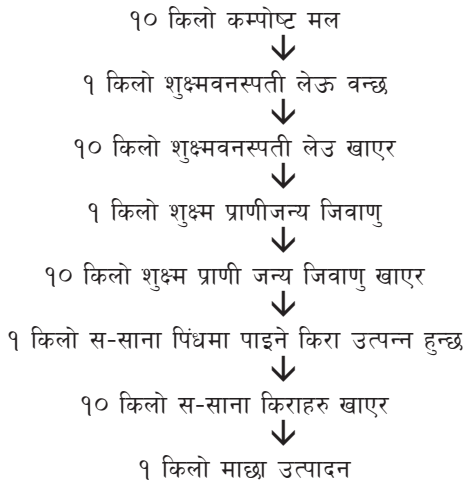 १० किलो कम्पोष्ट मल
१ किलो शुक्ष्मवनस्पती लेऊ वन्छ
१० किलो शुक्ष्मवनस्पती लेउ खाएर
१ किलो शुक्ष्म प्राणीजन्य जिवाणु
१० किलो शुक्ष्म प्राणी जन्य जिवाणु खाएर
१ किलो स-साना पिंधमा पाइने किरा उत्पन्न हुन्छ
१० किलो स-साना किराहरु खाएर
१ किलो माछा उत्पादन